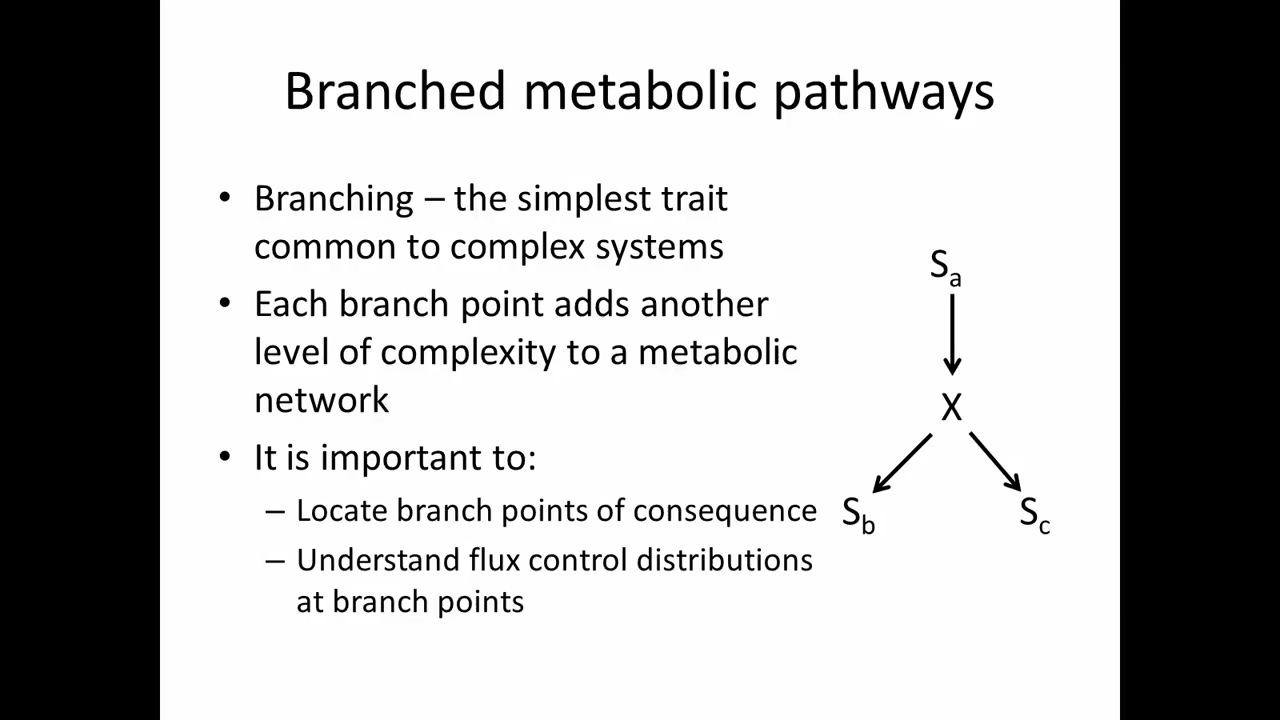 Branched metabolic pathways
• Branching – the simplest trait
common to complex systems
• Each branch point adds another
level of complexity to a metabolic
network
• It is important to:
– Locate branch points of consequence
– Understand flux control distributions
at branch points
Sa
X
Sb
Sc